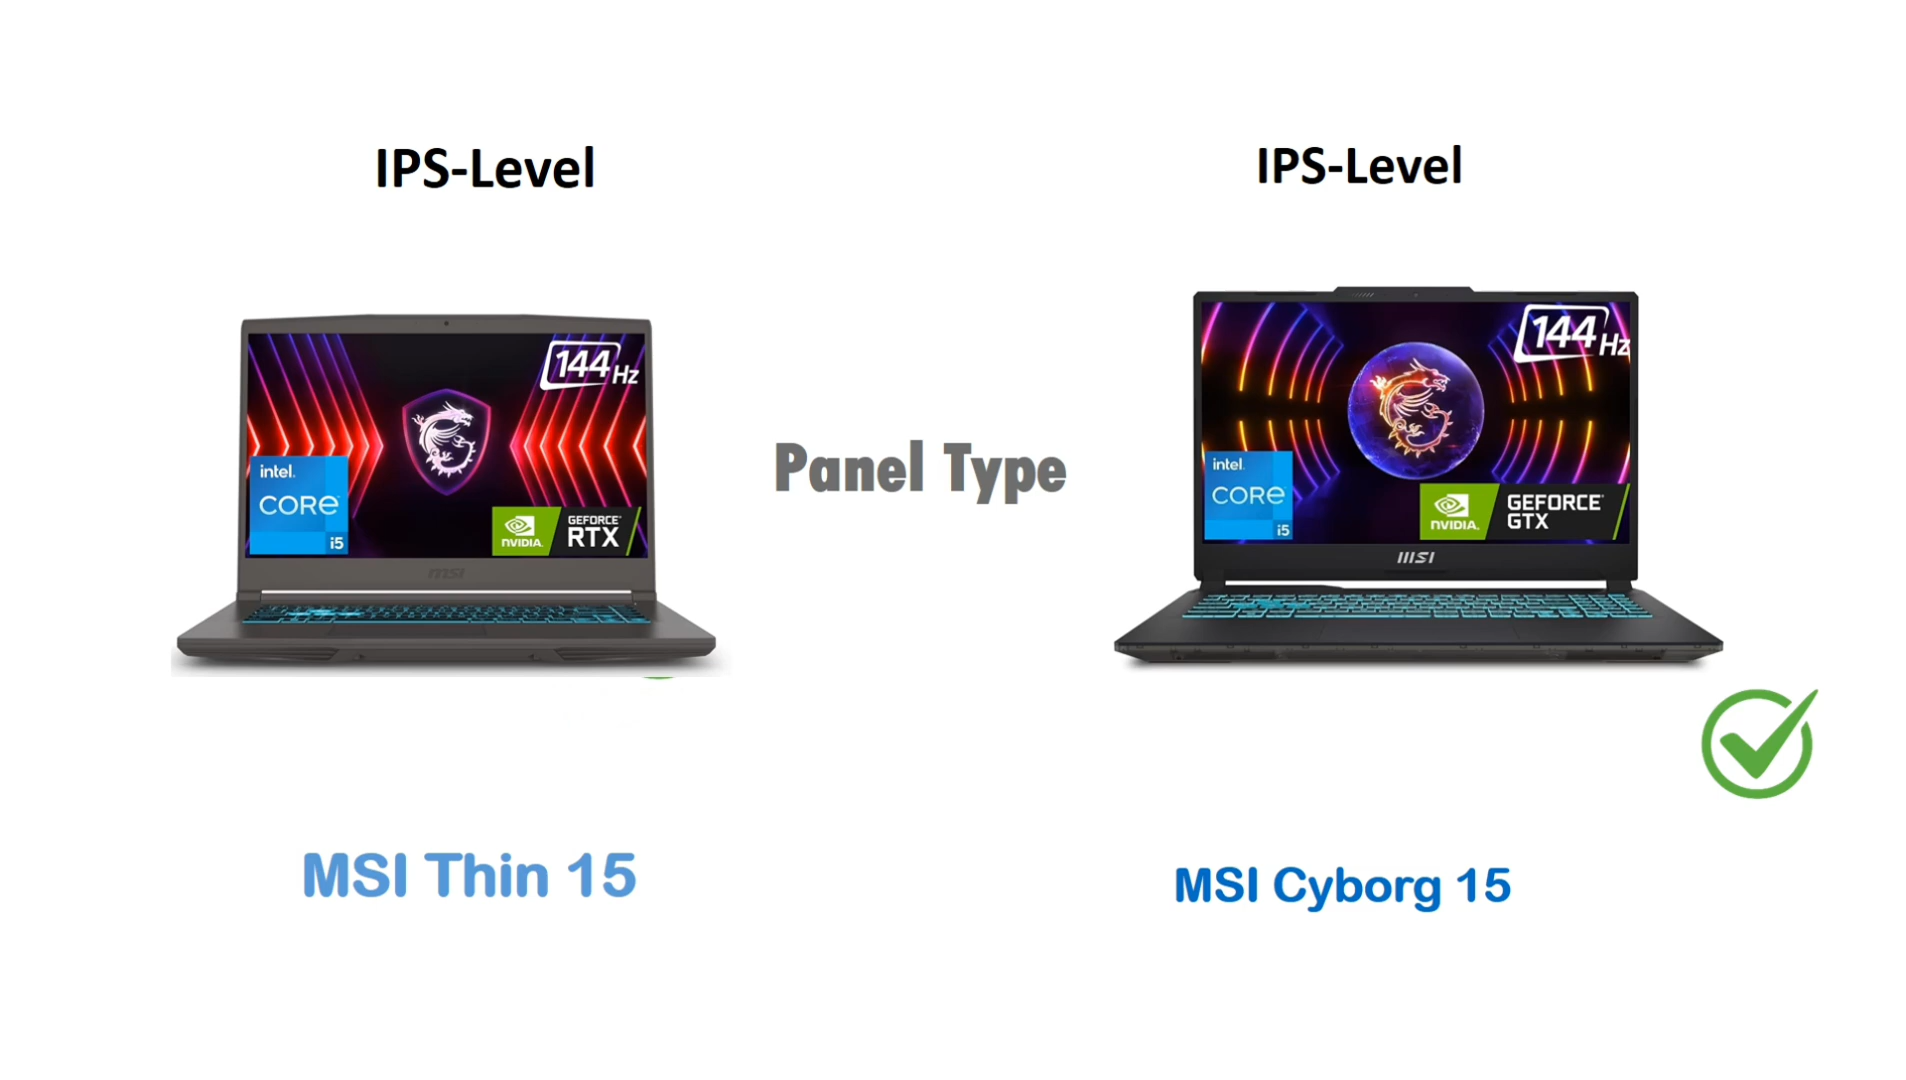 IPS-Level
IPS-Level
144Hz
intel.
CORE
i5
NVIDIA.
GEFORCE
RTX
msi
Panel Type
144Hz
intel.
CORE
i5
NVIDIA.
GEFORCE
GTX
msi
MSI Thin 15
MSI Cyborg 15